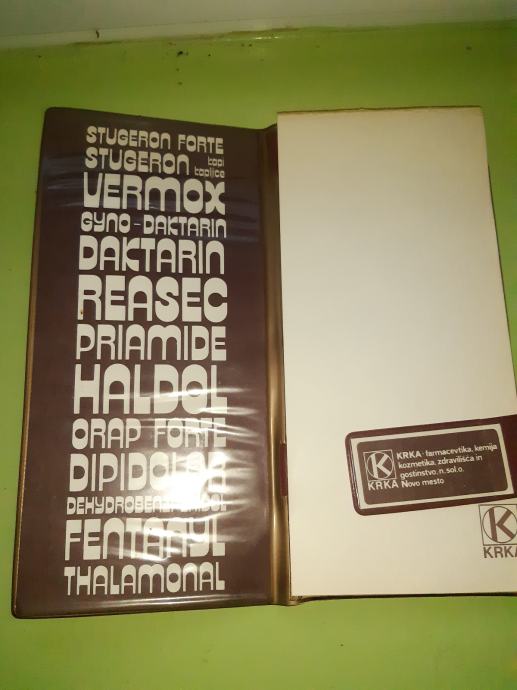 STUGERON FORTE
STUGERON kapi
kapljice
VERMOX
GYNO-DAKTARIN
DAKTARIN
REASEC
PRIAMIDE
HALDOL
ORAP FORTE
DIPIDOLOR
DEHYDROBENZPERIDOL
FENTANYL
THALAMONAL
KRKA
KRKA - farmacevtika, kemija
kozmetika, zdravilišča in
gostinstvo, n. sol. o.
Novo mesto
KRKA